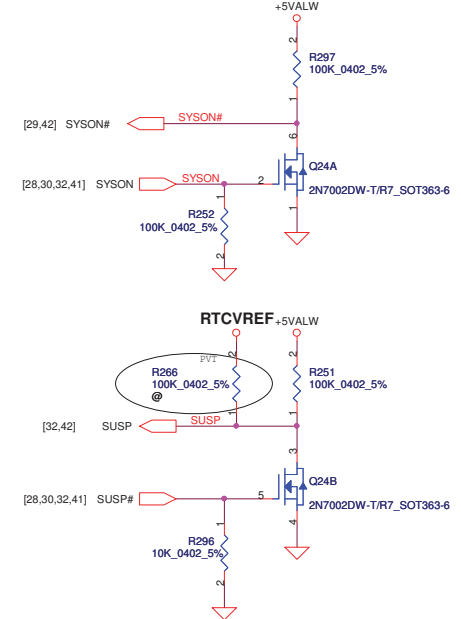 +5VALW
2
R297
100K_0402_5%
1
[29,42] SYSON# SYSON#
6
Q24A
[28,30,32,41] SYSON SYSON 2
2N7002DW-T/R7_SOT363-6
1
1
R252
100K_0402_5%
2
RTCVREF +5VALW
PVT
2
2
R266
100K_0402_5%
@
R251
100K_0402_5%
1
1
[32,42] SUSP SUSP
3
Q24B
[28,30,32,41] SUSP# 5
2N7002DW-T/R7_SOT363-6
4
1
R296
10K_0402_5%
2